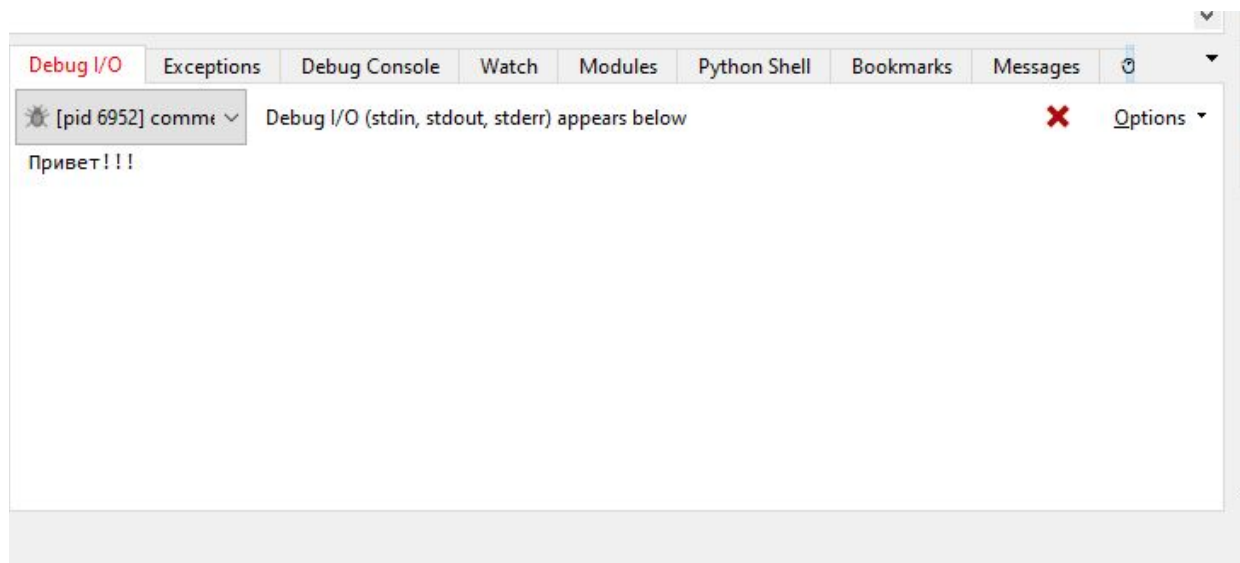 Debug I/O Exceptions Debug Console Watch Modules Python Shell Bookmarks Messages
[pid 6952] comme Debug I/O (stdin, stdout, stderr) appears below Options
Привет!!!